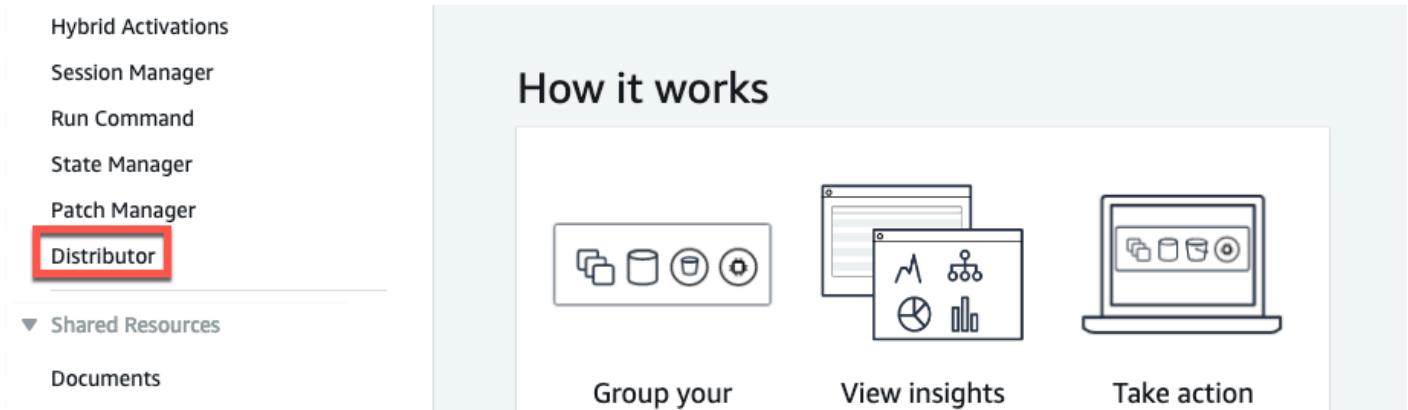 Hybrid Activations
Session Manager
Run Command
State Manager
Patch Manager
Distributor
Shared Resources
Documents
How it works
Group your
View insights
Take action